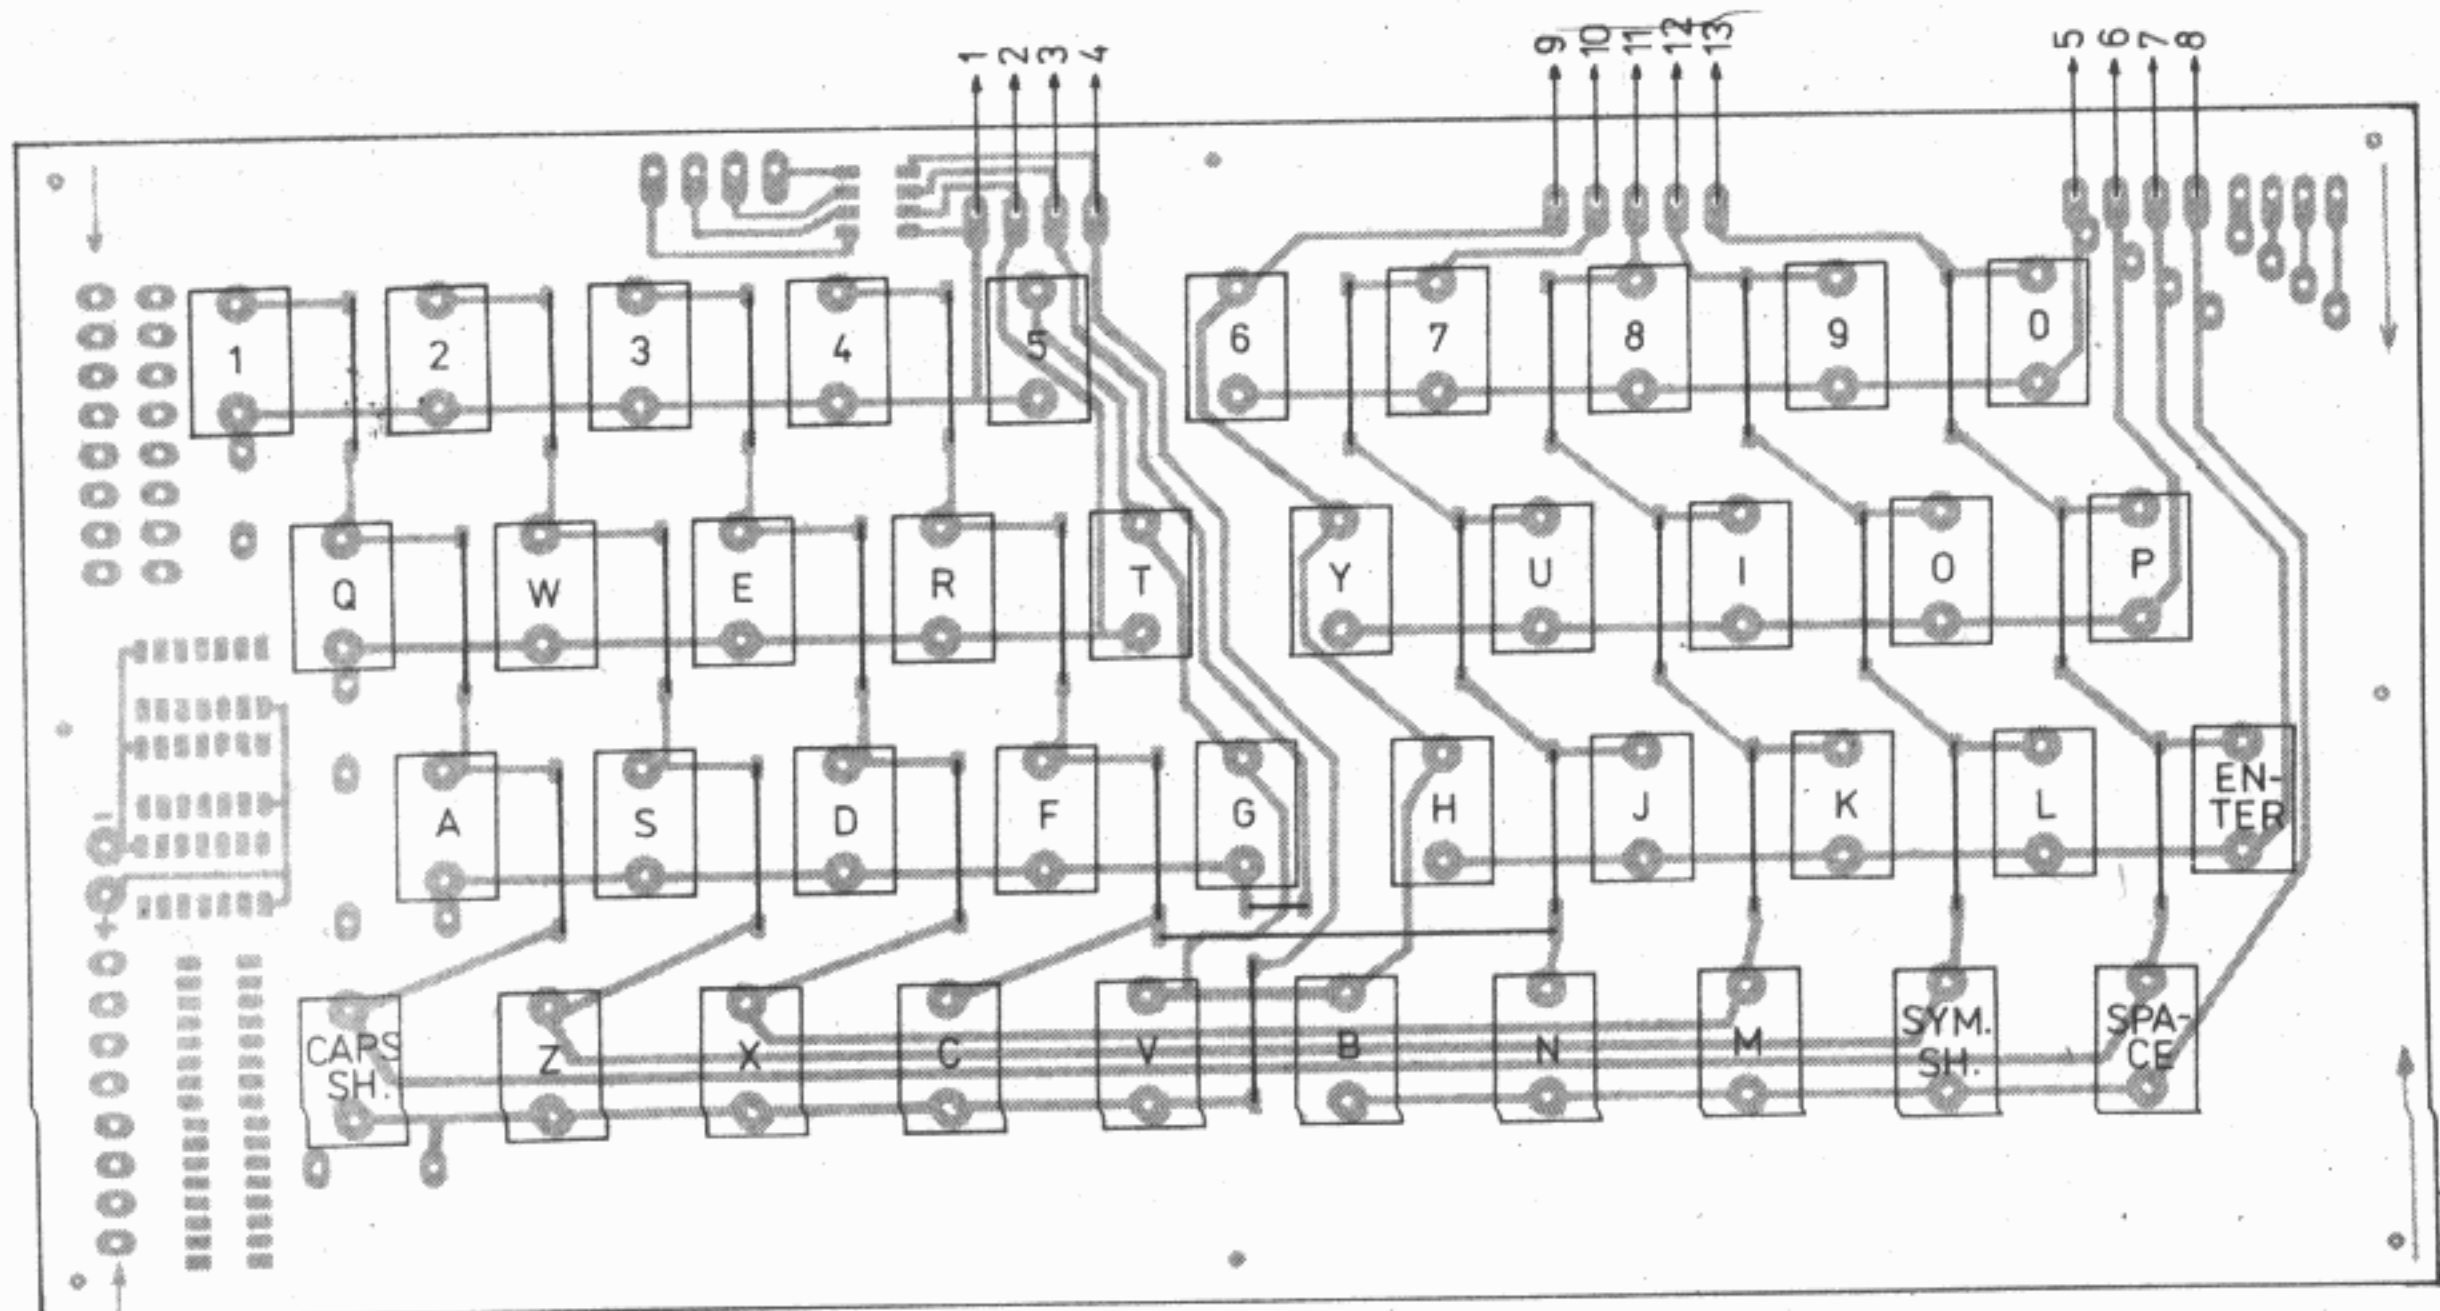 1 2 3 4 9 10 11 12 13 5 6 7 8
1 2 3 4 5 6 7 8 9 0
Q W E R T Y U I O P
A S D F G H J K L EN-
TER
-
+
CAPS
SH. Z X C V B N M SYM.
SH. SPA-
CE